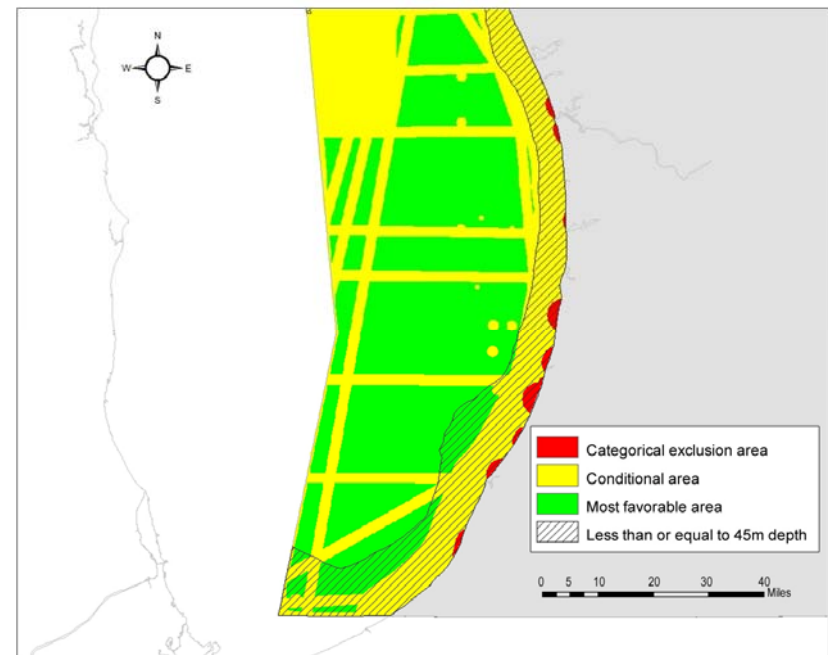 N
W E
S
Categorical exclusion area
Conditional area
Most favorable area
Less than or equal to 45m depth
0 5 10 20 30 40
Miles